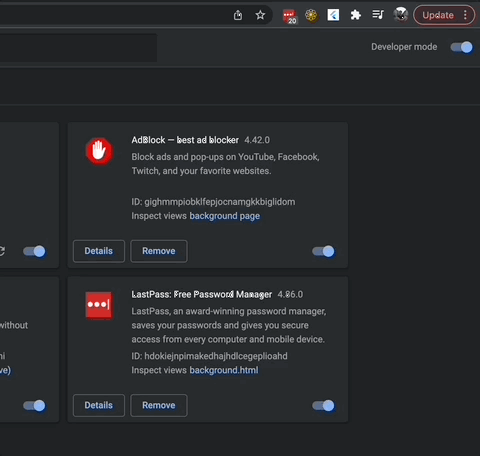 Update
20
Developer mode
AdBlock — best ad blocker 4.42.0
Block ads and pop-ups on YouTube, Facebook,
Twitch, and your favorite websites.
ID: gighmmpiobklfepjocnamgkkbiglidom
Inspect views background page
Details Remove
LastPass: Free Password Manager 4.86.0
without
LastPass, an award-winning password manager,
saves your passwords and gives you secure
access from every computer and mobile device.
ni
ID: hdokiejnpimakedhajhdlcegeplioahd
ve)
Inspect views background.html
Details Remove